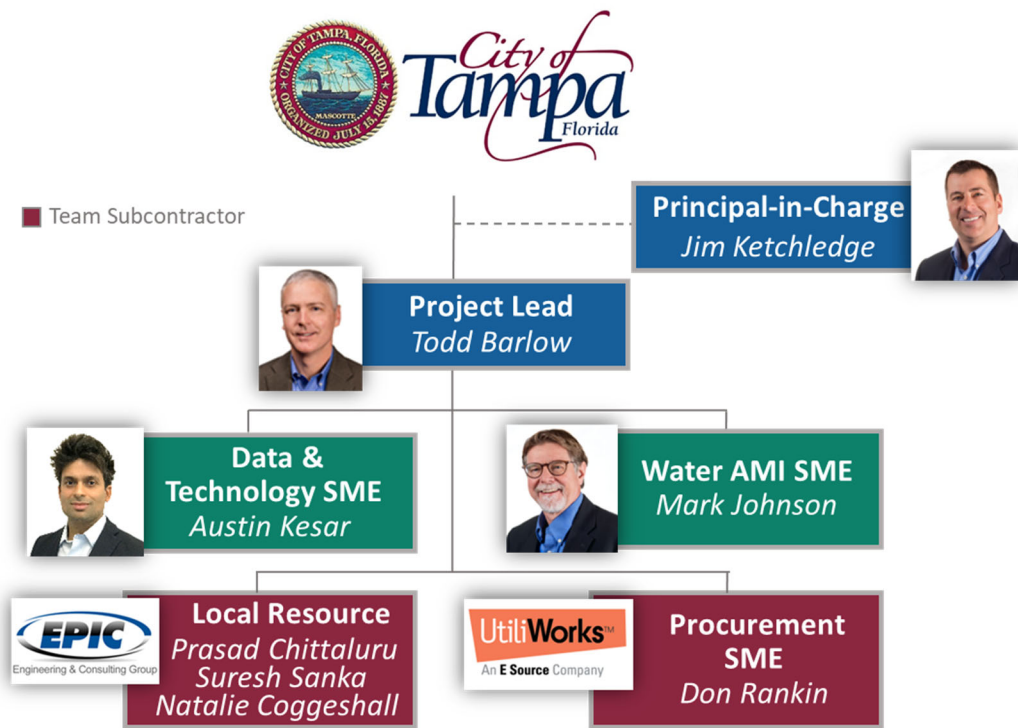 CITY OF TAMPA, FLORIDA
MASCOTTE
ORGANIZED JULY 15, 1887
City of
Tampa
Florida
Team Subcontractor
Principal-in-Charge
Jim Ketchledge
Project Lead
Todd Barlow
Data &
Technology SME
Austin Kesar
Water AMI SME
Mark Johnson
EPIC
Engineering & Consulting Group
Local Resource
Prasad Chittaluru
Suresh Sanka
Natalie Coggeshall
UtiliWorks™
An E Source Company
Procurement
SME
Don Rankin